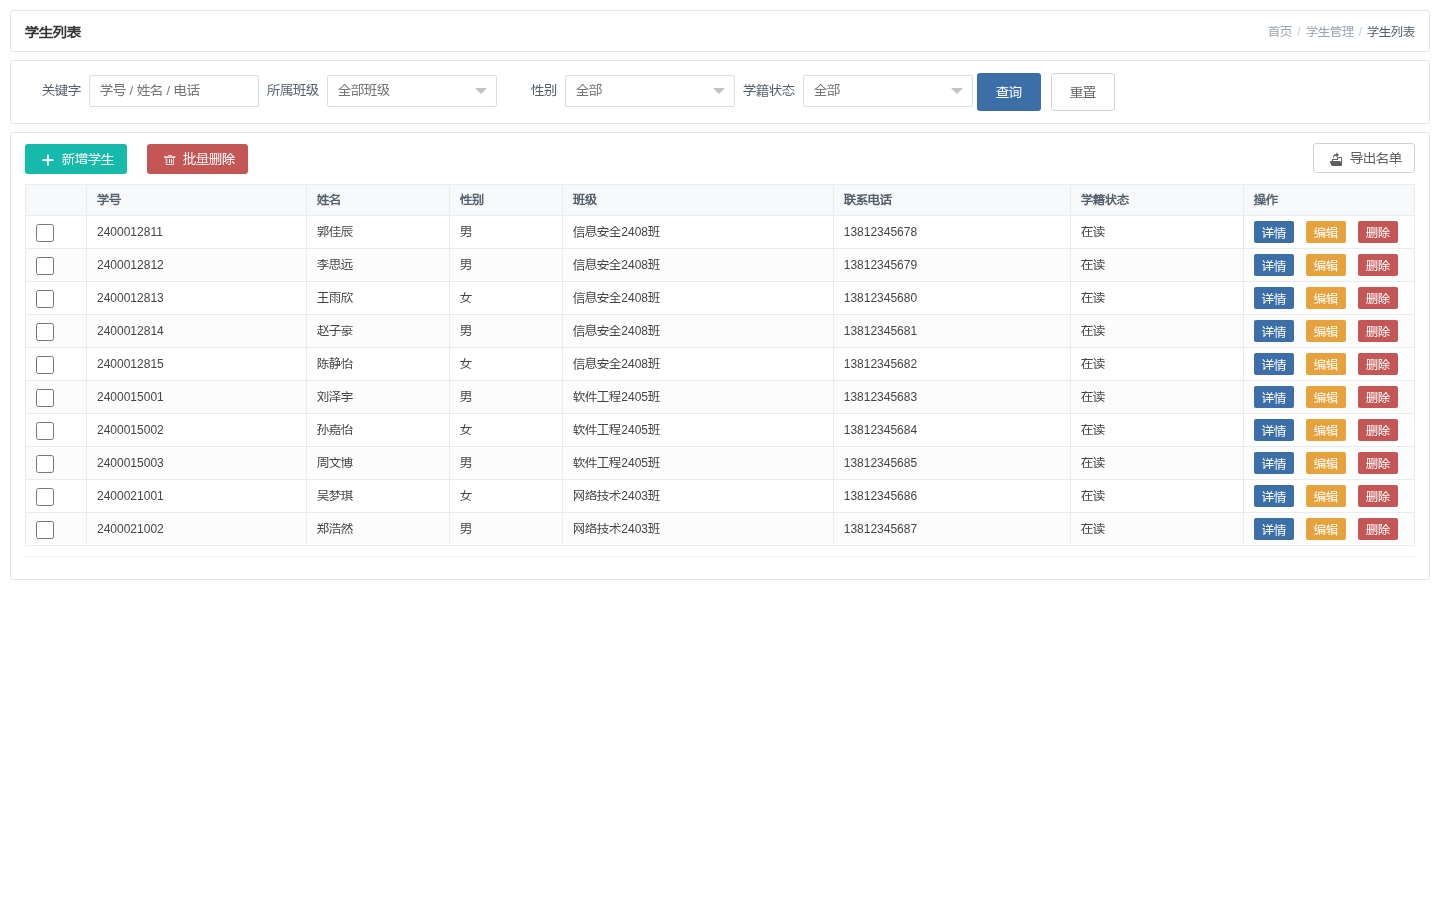 学生列表
首页 / 学生管理 / 学生列表
关键字 学号 / 姓名 / 电话 所属班级 全部班级 性别 全部 学籍状态 全部 查询 重置
新增学生 批量删除 导出名单
学号 姓名 性别 班级 联系电话 学籍状态 操作
2400012811 郭佳辰 男 信息安全2408班 13812345678 在读 详情 编辑 删除
2400012812 李思远 男 信息安全2408班 13812345679 在读 详情 编辑 删除
2400012813 王雨欣 女 信息安全2408班 13812345680 在读 详情 编辑 删除
2400012814 赵子豪 男 信息安全2408班 13812345681 在读 详情 编辑 删除
2400012815 陈静怡 女 信息安全2408班 13812345682 在读 详情 编辑 删除
2400015001 刘泽宇 男 软件工程2405班 13812345683 在读 详情 编辑 删除
2400015002 孙嘉怡 女 软件工程2405班 13812345684 在读 详情 编辑 删除
2400015003 周文博 男 软件工程2405班 13812345685 在读 详情 编辑 删除
2400021001 吴梦琪 女 网络技术2403班 13812345686 在读 详情 编辑 删除
2400021002 郑浩然 男 网络技术2403班 13812345687 在读 详情 编辑 删除